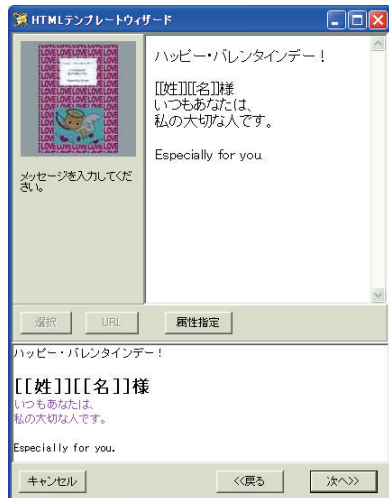 HTMLテンプレートウィザード
LOVELOVELOVELOVELOVE
メッセージを入力してくだ
さい。
ハッピー・バレンタインデー！
[[姓]][[名]]様
いつもあなたは、
私の大切な人です。
Especially for you.
選択
URL
属性指定
ハッピー・バレンタインデー！
[[姓]][[名]]様
いつもあなたは、
私の大切な人です。
Especially for you.
キャンセル
<<戻る
次へ>>